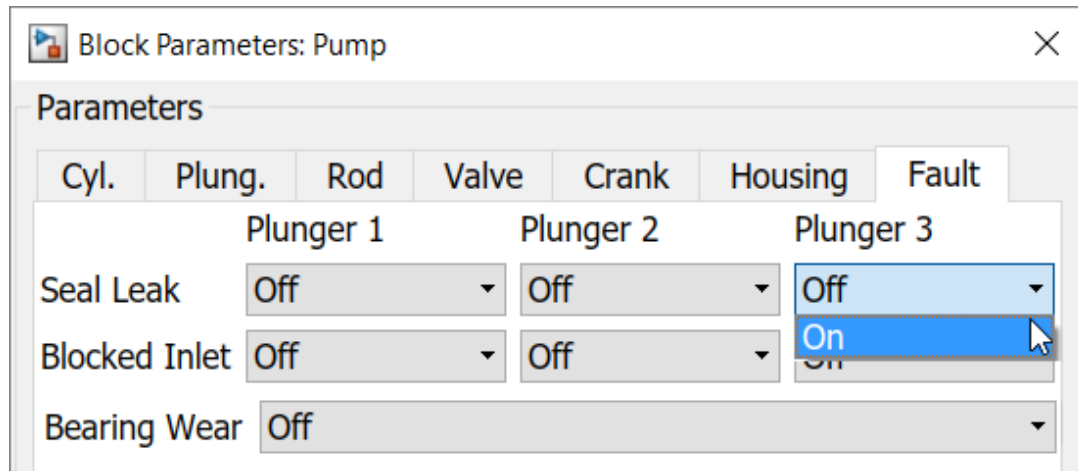 Block Parameters: Pump
Parameters
Cyl. Plung. Rod Valve Crank Housing Fault
Plunger 1 Plunger 2 Plunger 3
Seal Leak Off Off Off
On
Blocked Inlet Off Off
Bearing Wear Off